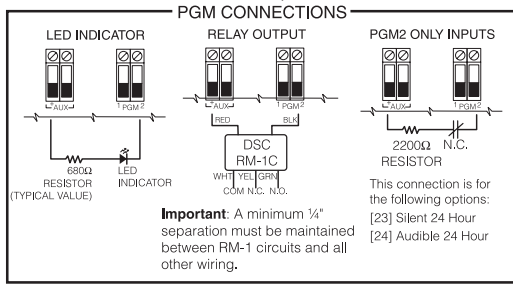 PGM CONNECTIONS
LED INDICATOR
+AUX-
1 PGM 2
680Ω
RESISTOR
(TYPICAL VALUE)
LED
INDICATOR
RELAY OUTPUT
+AUX-
1 PGM 2
RED
BLK
DSC
RM-1C
WHT YEL GRN
COM N.C. N.O.
Important: A minimum ¼"
separation must be maintained
between RM-1 circuits and all
other wiring.
PGM2 ONLY INPUTS
+AUX-
1 PGM 2
2200Ω
RESISTOR
N.C.
This connection is for
the following options:
[23] Silent 24 Hour
[24] Audible 24 Hour